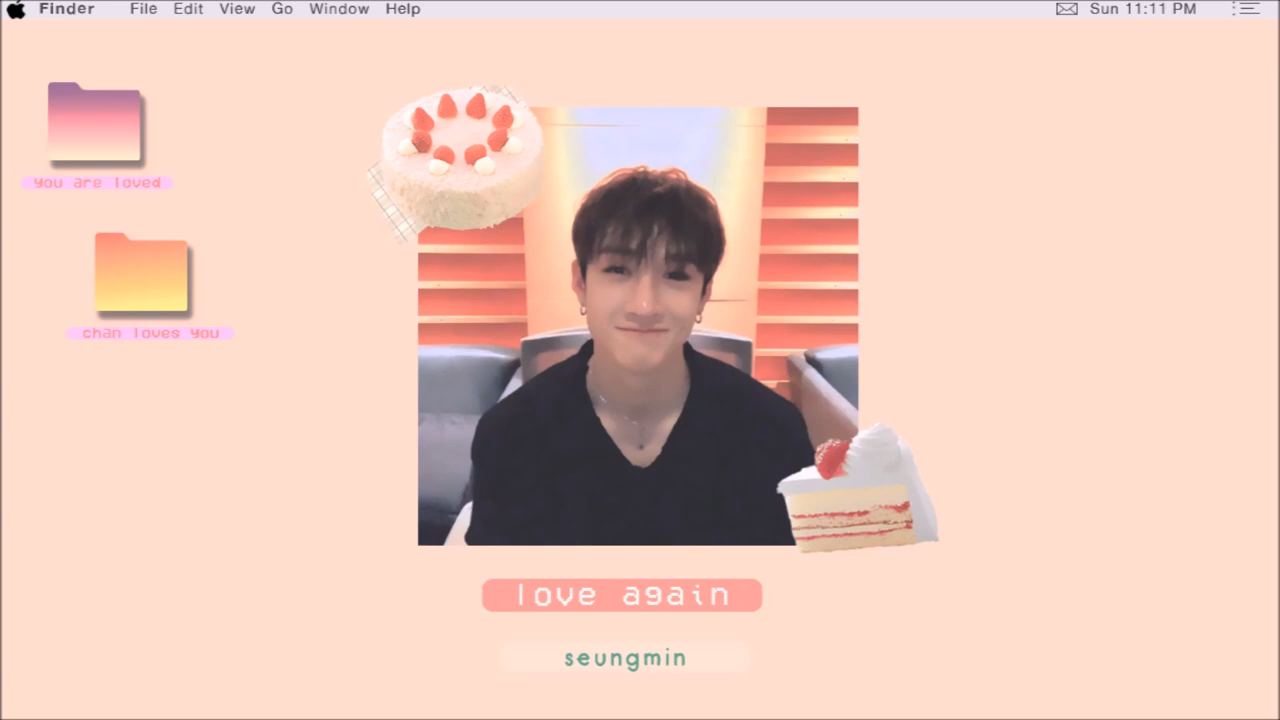 Finder File Edit View Go Window Help Sun 11:11 PM
you are loved
chan loves you
love again
seungmin